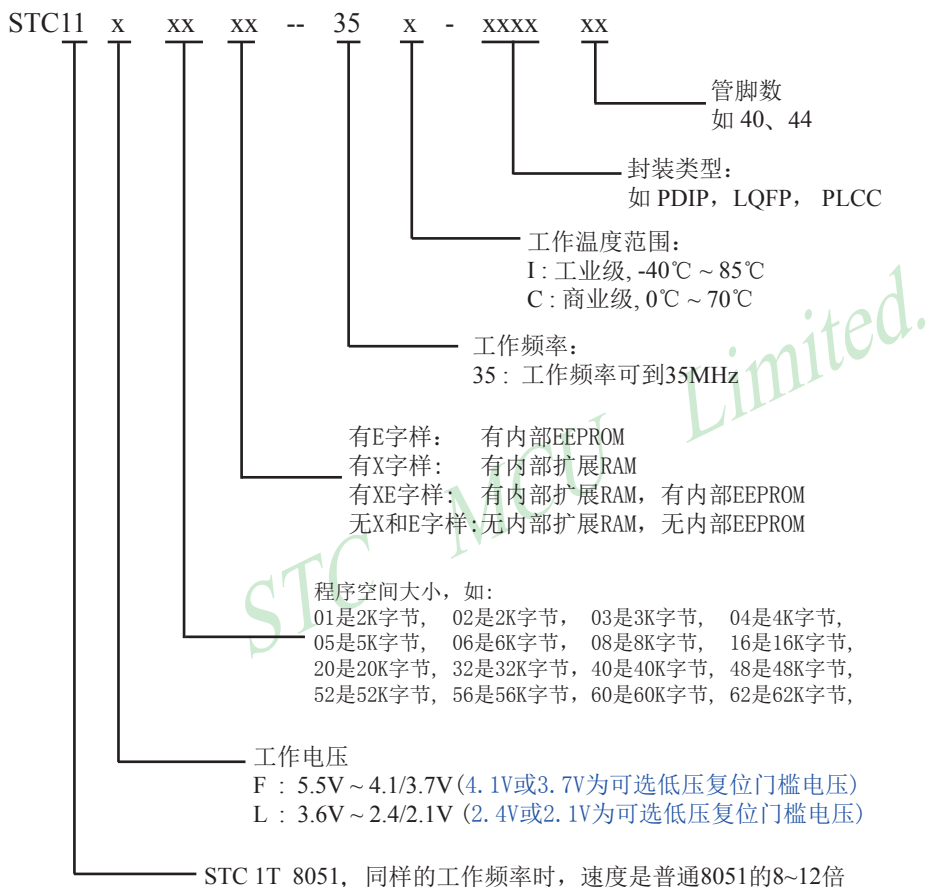 STC11 x xx xx -- 35 x - xxxx xx
管脚数
如 40、44
封装类型：
如 PDIP，LQFP， PLCC
工作温度范围：
I : 工业级, -40℃ ~ 85℃
C : 商业级, 0℃ ~ 70℃
工作频率：
35 : 工作频率可到35MHz
有E字样： 有内部EEPROM
有X字样: 有内部扩展RAM
有XE字样: 有内部扩展RAM，有内部EEPROM
无X和E字样:无内部扩展RAM，无内部EEPROM
程序空间大小，如:
01是2K字节， 02是2K字节， 03是3K字节， 04是4K字节，
05是5K字节， 06是6K字节， 08是8K字节， 16是16K字节，
20是20K字节，32是32K字节，40是40K字节，48是48K字节，
52是52K字节，56是56K字节，60是60K字节，62是62K字节，
工作电压
F : 5.5V ~ 4.1/3.7V(4.1V或3.7V为可选低压复位门槛电压)
L : 3.6V ~ 2.4/2.1V (2.4V或2.1V为可选低压复位门槛电压)
STC 1T 8051，同样的工作频率时，速度是普通8051的8~12倍
STC MCU Limited.